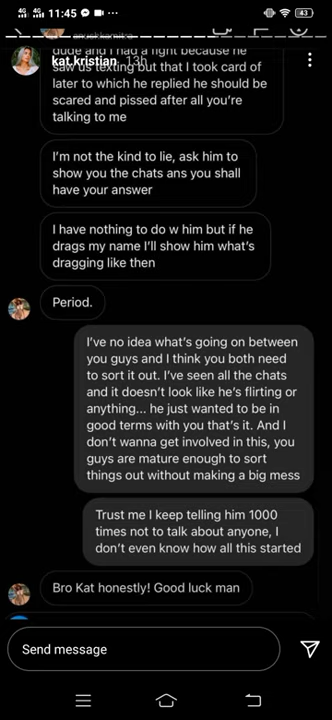 11:45
43
anushkamitra
dude and I had a fight because he
kat.kristian 13h
saw us texting but that I took card of
later to which he replied he should be
scared and pissed after all you're
talking to me
I'm not the kind to lie, ask him to
show you the chats ans you shall
have your answer
I have nothing to do w him but if he
drags my name I'll show him what's
dragging like then
Period.
I've no idea what's going on between
you guys and I think you both need
to sort it out. I've seen all the chats
and it doesn't look like he's flirting or
anything... he just wanted to be in
good terms with you that's it. And I
don't wanna get involved in this, you
guys are mature enough to sort
things out without making a big mess
Trust me I keep telling him 1000
times not to talk about anyone, I
don't even know how all this started
Bro Kat honestly! Good luck man
Send message